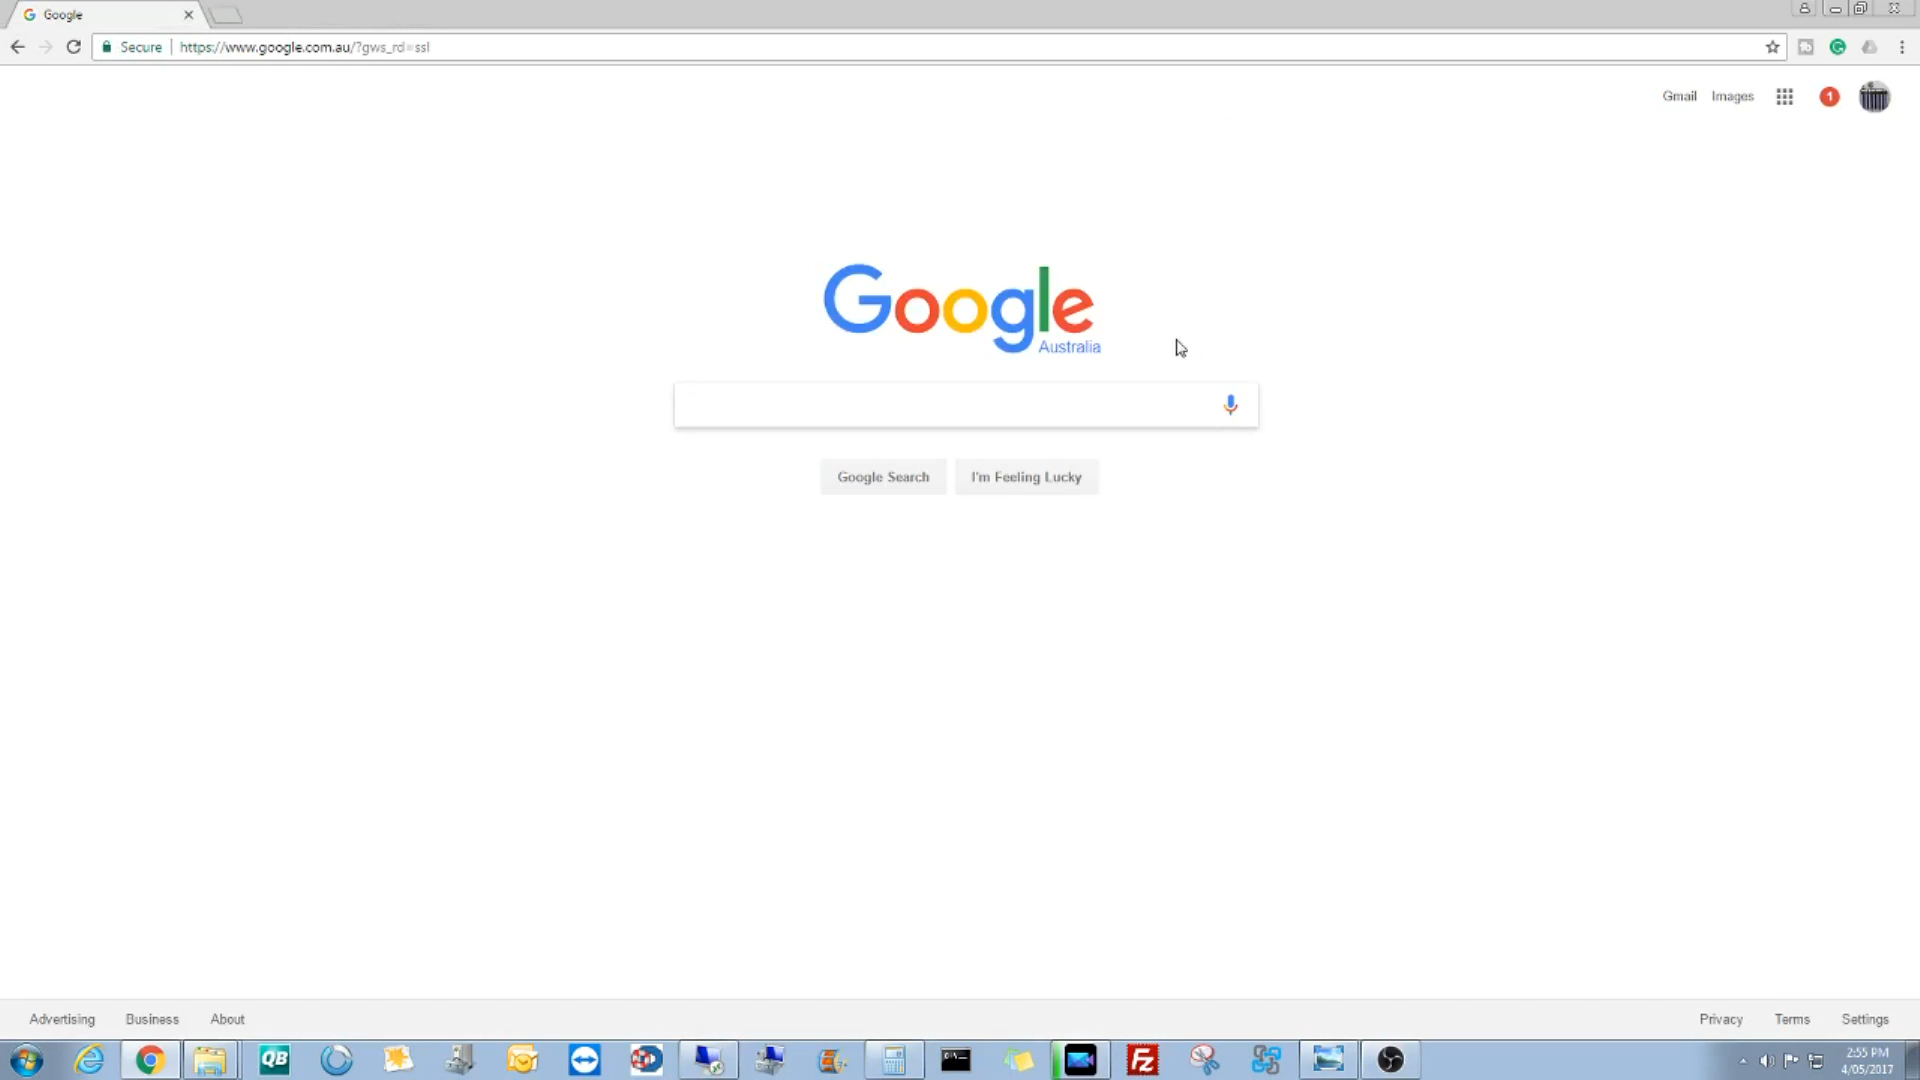 Google
Secure | https://www.google.com.au/?gws_rd=ssl
Gmail Images 1
Google
Australia
Google Search I'm Feeling Lucky
Advertising Business About Privacy Terms Settings
QB
C:\
FZ
2:55 PM
4/05/2017